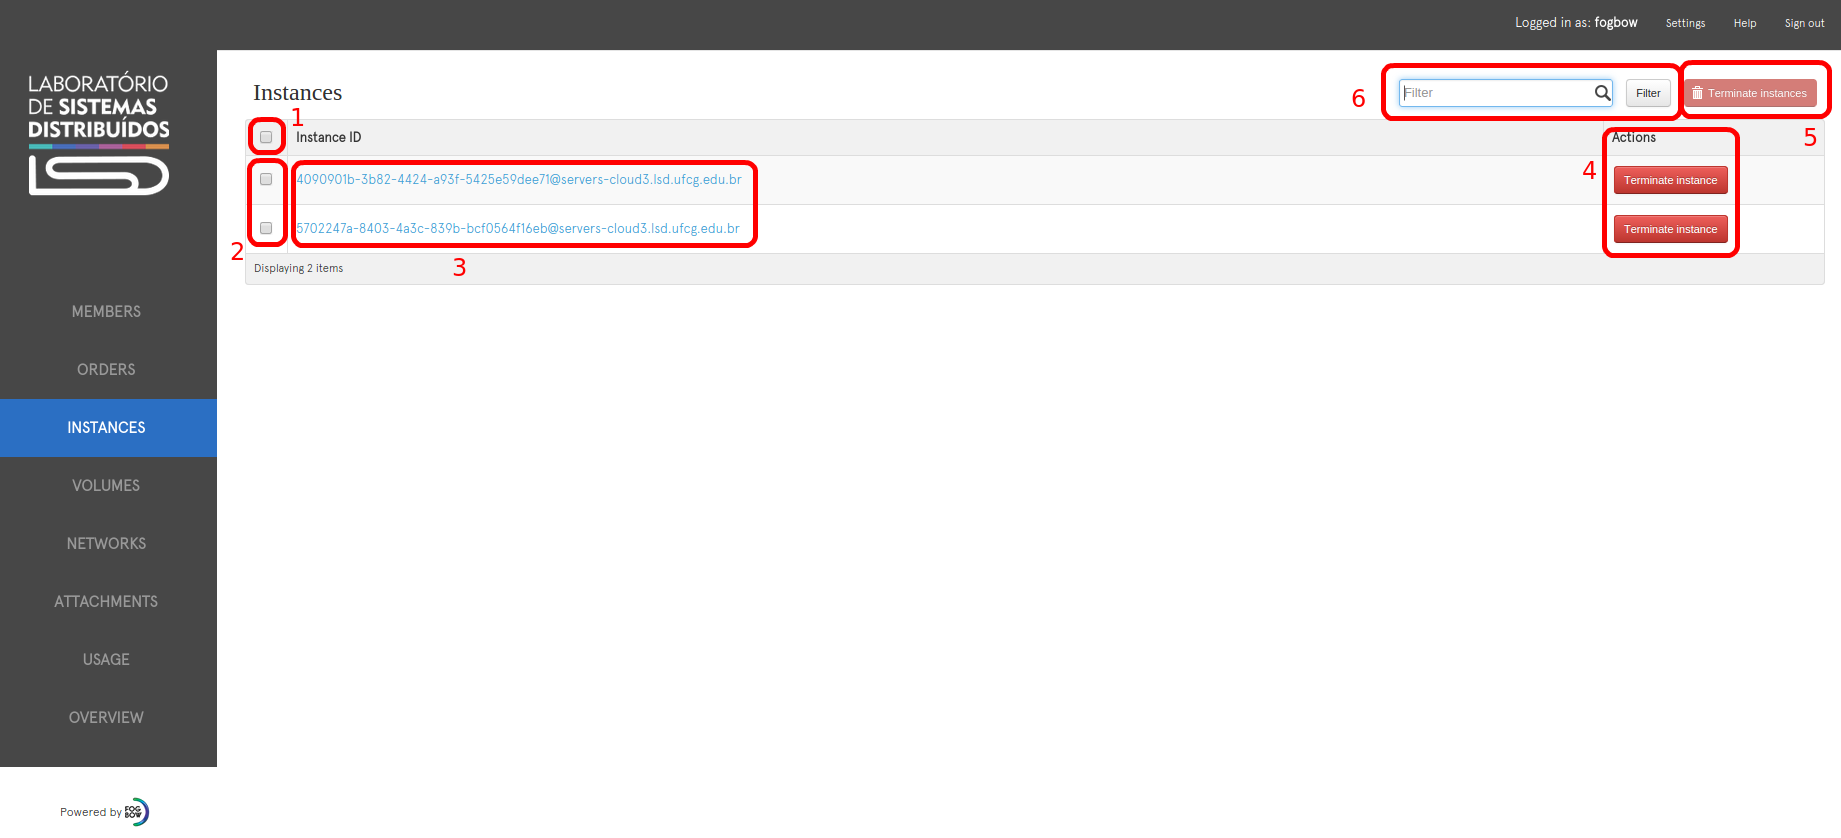 Logged in as: fogbow Settings Help Sign out
LABORATÓRIO
DE SISTEMAS
DISTRIBUÍDOS
Instances
6
Filter
Filter
Terminate instances
1
Instance ID
Actions
5
4090901b-3b82-4424-a93f-5425e59dee71@servers-cloud3.lsd.ufcg.edu.br
4
Terminate instance
5702247a-8403-4a3c-839b-bcf0564f16eb@servers-cloud3.lsd.ufcg.edu.br
Terminate instance
2
Displaying 2 items
3
MEMBERS
ORDERS
INSTANCES
VOLUMES
NETWORKS
ATTACHMENTS
USAGE
OVERVIEW
Powered by FOG
BOW